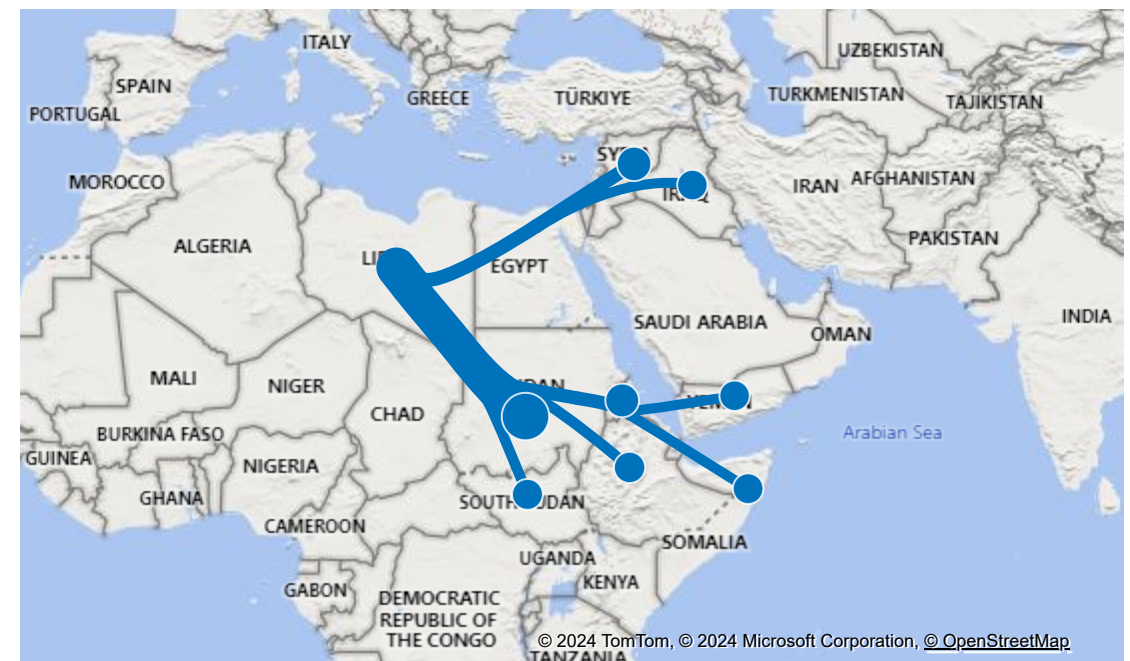 ITALY
UZBEKISTAN
SPAIN
GREECE
TÜRKIYE
TURKMENISTAN
TAJIKISTAN
PORTUGAL
MOROCCO
IRAN
AFGHANISTAN
ALGERIA
PAKISTAN
EGYPT
SAUDI ARABIA
OMAN
INDIA
MALI
NIGER
CHAD
BURKINA FASO
Arabian Sea
GUINEA
NIGERIA
GHANA
CAMEROON
SOMALIA
UGANDA
KENYA
GABON
DEMOCRATIC
REPUBLIC OF
THE CONGO
© 2024 TomTom, © 2024 Microsoft Corporation, © OpenStreetMap
TANZANIA